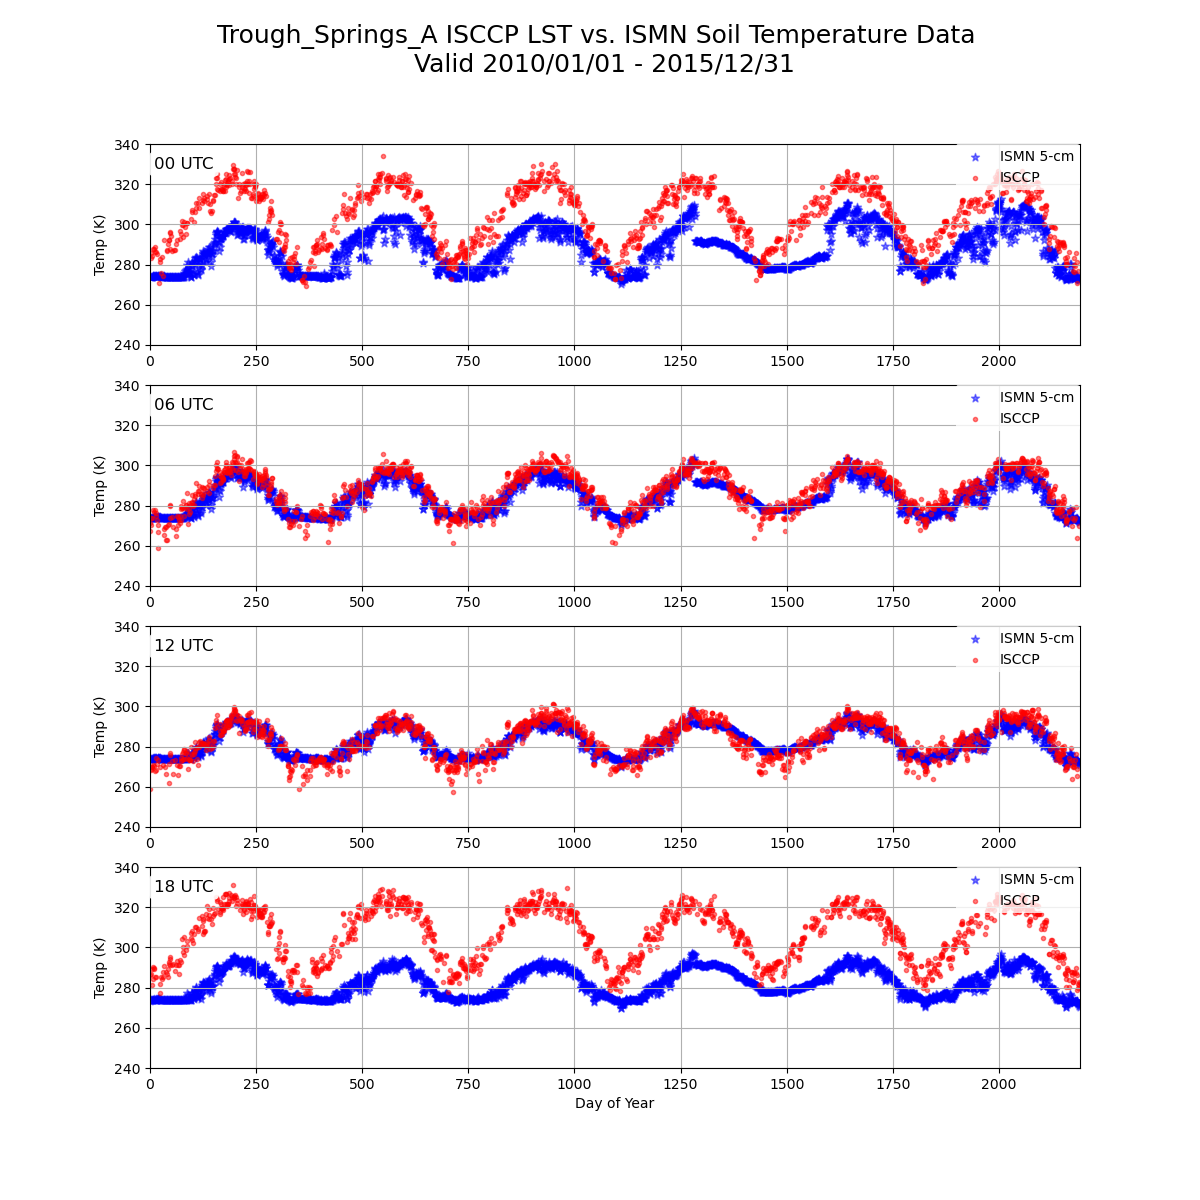 Trough_Springs_A ISCCP LST vs. ISMN Soil Temperature Data
Valid 2010/01/01 - 2015/12/31
340
320
300
280
260
240
Temp (K)
00 UTC
ISMN 5-cm
ISCCP
0 250 500 750 1000 1250 1500 1750 2000
340
320
300
280
260
240
Temp (K)
06 UTC
ISMN 5-cm
ISCCP
0 250 500 750 1000 1250 1500 1750 2000
340
320
300
280
260
240
Temp (K)
12 UTC
ISMN 5-cm
ISCCP
0 250 500 750 1000 1250 1500 1750 2000
340
320
300
280
260
240
Temp (K)
18 UTC
ISMN 5-cm
ISCCP
0 250 500 750 1000 1250 1500 1750 2000
Day of Year